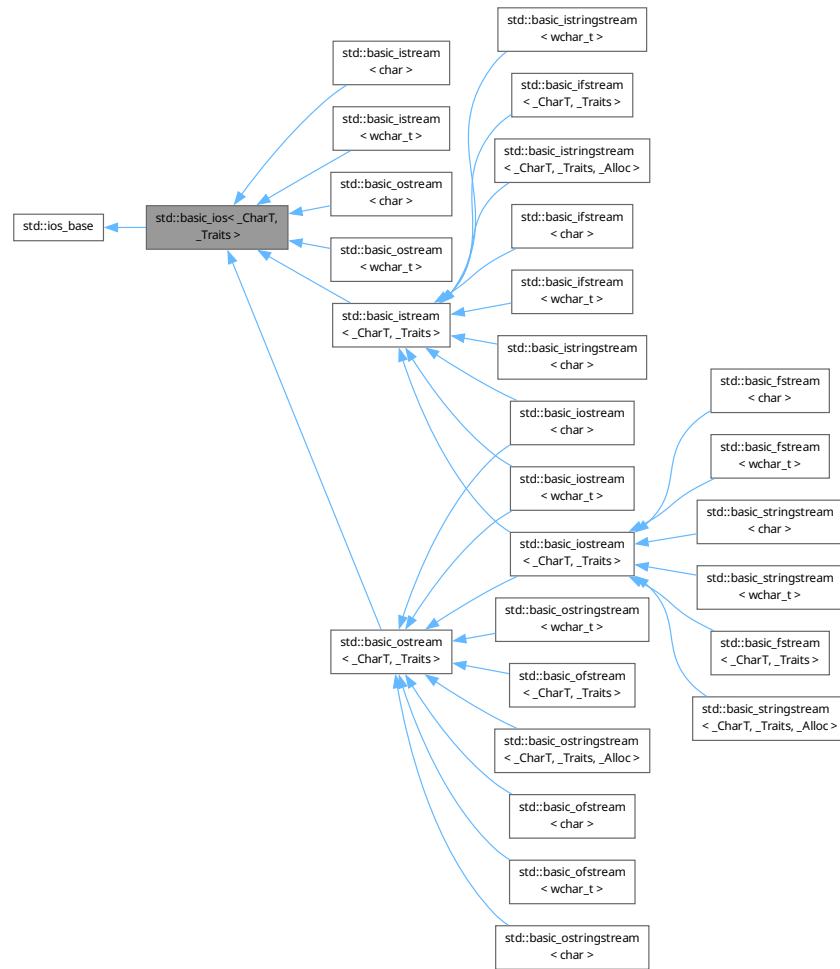 std::ios_base
std::basic_ios< _CharT,
_Traits >
std::basic_istream
< char >
std::basic_istream
< wchar_t >
std::basic_ostream
< char >
std::basic_ostream
< wchar_t >
std::basic_istream
< _CharT, _Traits >
std::basic_ostream
< _CharT, _Traits >
std::basic_istringstream
< wchar_t >
std::basic_ifstream
< _CharT, _Traits >
std::basic_istringstream
< _CharT, _Traits, _Alloc >
std::basic_ifstream
< char >
std::basic_ifstream
< wchar_t >
std::basic_istringstream
< char >
std::basic_iostream
< char >
std::basic_iostream
< wchar_t >
std::basic_iostream
< _CharT, _Traits >
std::basic_ostringstream
< wchar_t >
std::basic_ofstream
< _CharT, _Traits >
std::basic_ostringstream
< _CharT, _Traits, _Alloc >
std::basic_ofstream
< char >
std::basic_ofstream
< wchar_t >
std::basic_ostringstream
< char >
std::basic_fstream
< char >
std::basic_fstream
< wchar_t >
std::basic_stringstream
< char >
std::basic_stringstream
< wchar_t >
std::basic_fstream
< _CharT, _Traits >
std::basic_stringstream
< _CharT, _Traits, _Alloc >